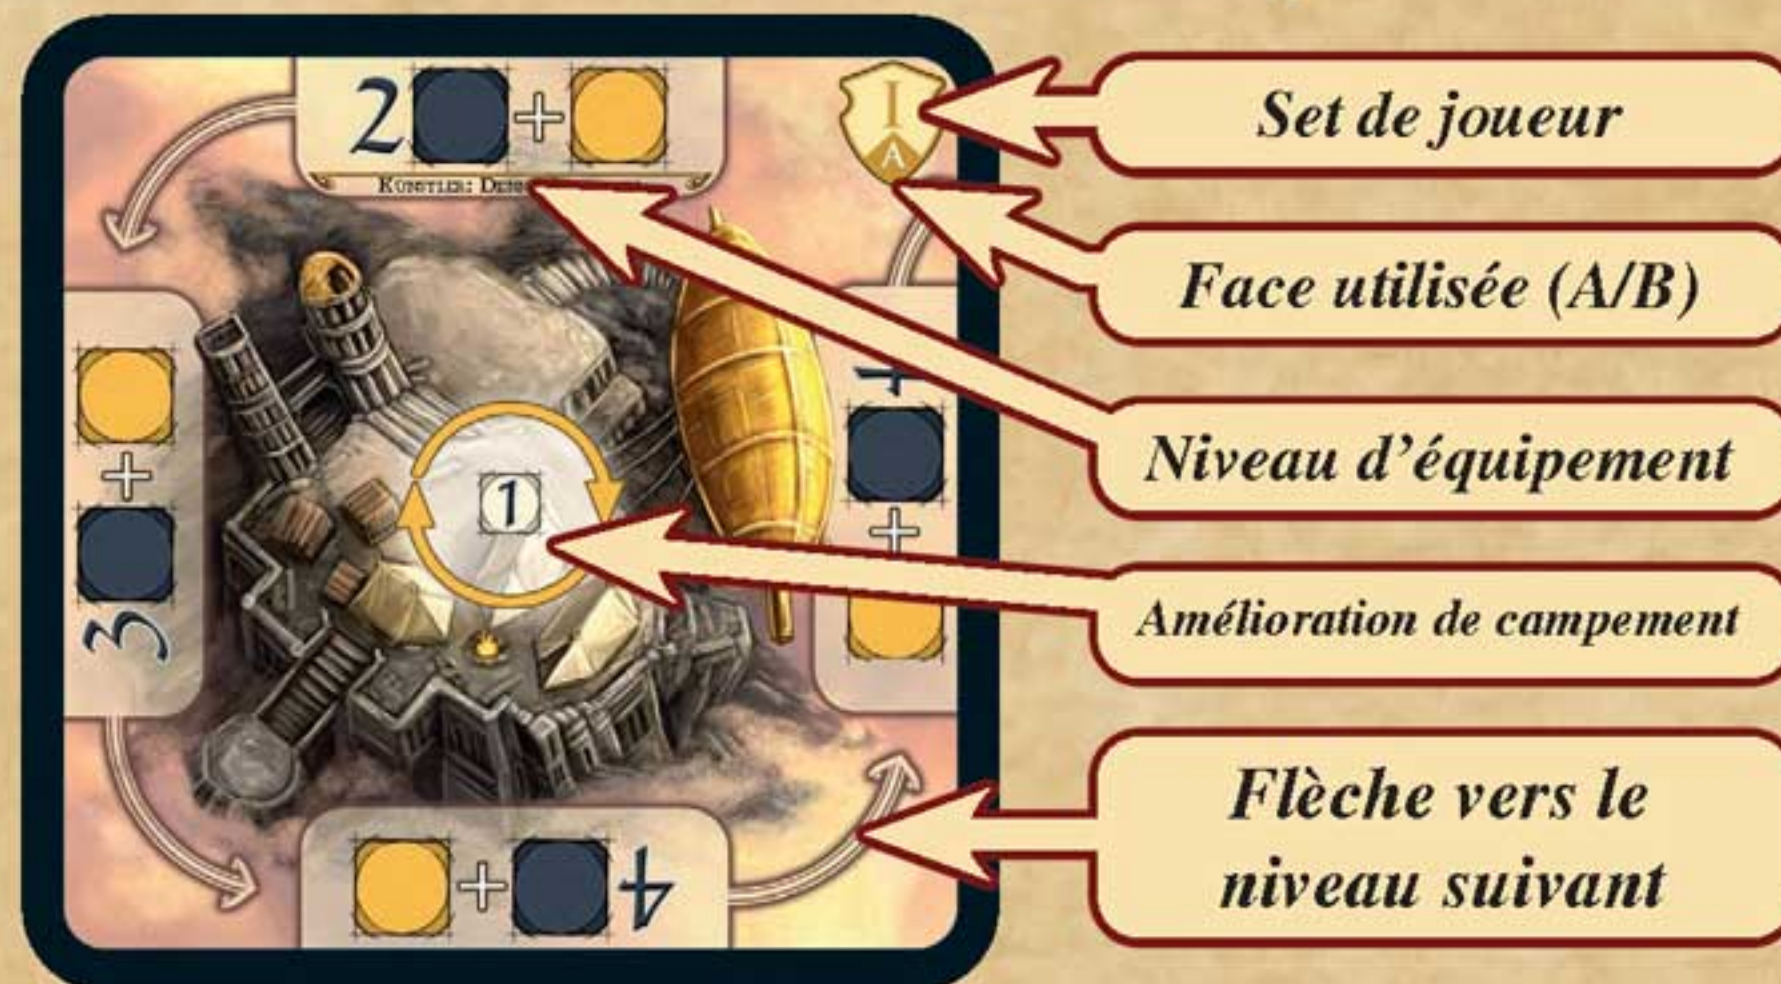 2 +
KÜNSTLER:
I
A
Set de joueur
Face utilisée (A/B)
Niveau d'équipement
+
3
1
+
Amélioration de campement
+ 4
Flèche vers le
niveau suivant